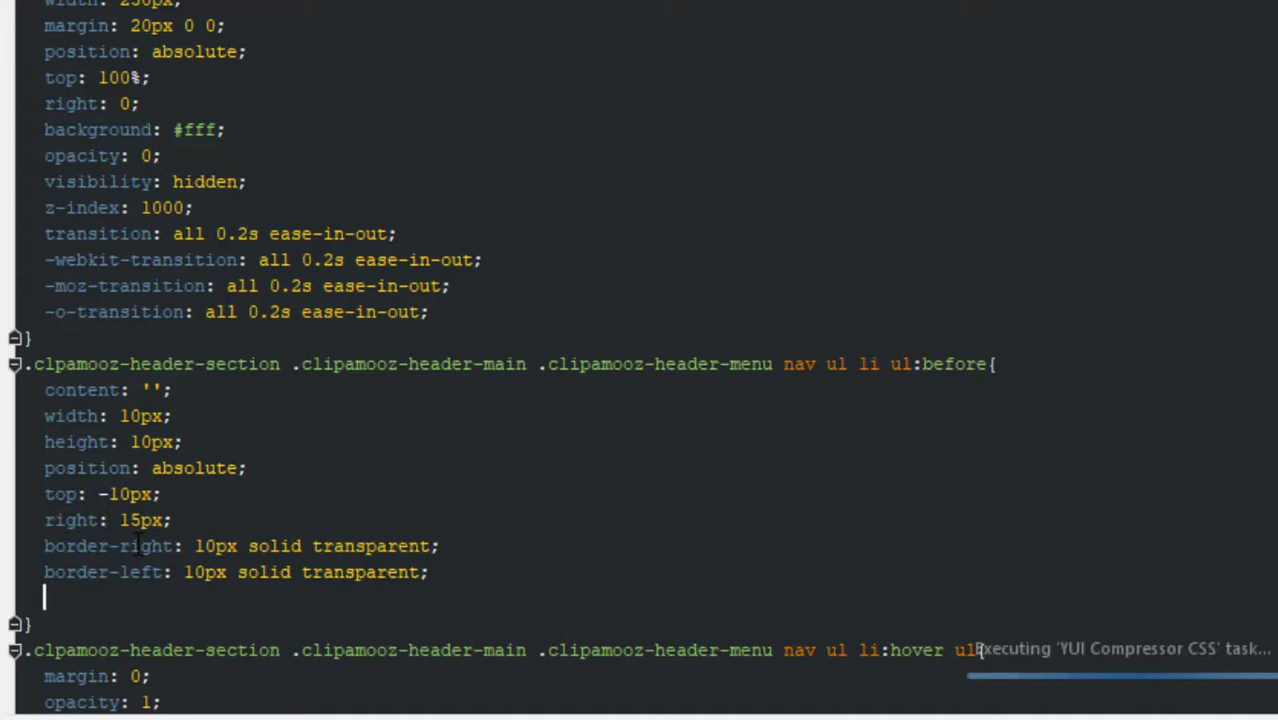 width: 250px;
margin: 20px 0 0;
position: absolute;
top: 100%;
right: 0;
background: #fff;
opacity: 0;
visibility: hidden;
z-index: 1000;
transition: all 0.2s ease-in-out;
-webkit-transition: all 0.2s ease-in-out;
-moz-transition: all 0.2s ease-in-out;
-o-transition: all 0.2s ease-in-out;
}
.clpamooz-header-section .clipamooz-header-main .clipamooz-header-menu nav ul li ul:before{
content: '';
width: 10px;
height: 10px;
position: absolute;
top: -10px;
right: 15px;
border-right: 10px solid transparent;
border-left: 10px solid transparent;
}
.clpamooz-header-section .clipamooz-header-main .clipamooz-header-menu nav ul li:hover ul{
Executing 'YUI Compressor CSS' task...
margin: 0;
opacity: 1;